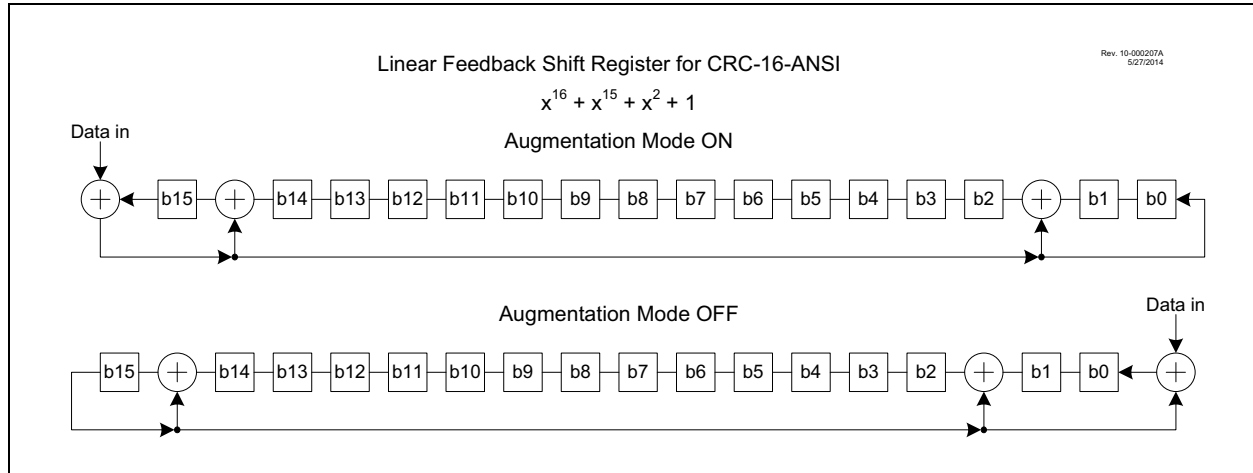 Rev. 10-000207A
5/27/2014
Linear Feedback Shift Register for CRC-16-ANSI
x^16 + x^15 + x^2 + 1
Augmentation Mode ON
Data in
+ b15 + b14 b13 b12 b11 b10 b9 b8 b7 b6 b5 b4 b3 b2 + b1 b0
Augmentation Mode OFF
Data in
b15 + b14 b13 b12 b11 b10 b9 b8 b7 b6 b5 b4 b3 b2 + b1 b0 +